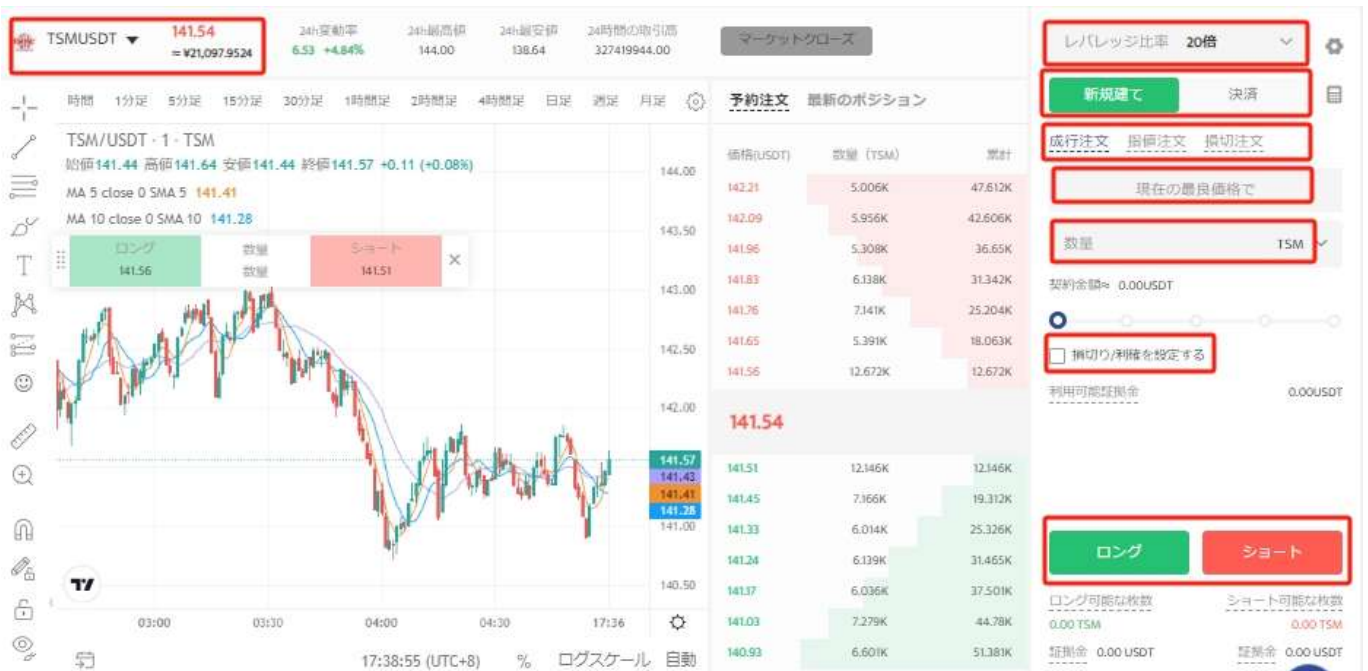 TSMUSDT 141.54 24h変動率 24h最高値 24h最安値 24時間の取引高 マーケットクローズ
≈ ¥21,097.9524 6.53 +4.84% 144.00 138.64 327419944.00
レバレッジ比率 20倍
新規建て 決済
成行注文 指値注文 損切注文
現在の最良価格で
数量 TSM
契約金額≈ 0.00USDT
損切り/利確を設定する
利用可能証拠金 0.00USDT
ロング ショート
ロング可能な枚数 ショート可能な枚数
0.00 TSM 0.00 TSM
証拠金 0.00 USDT 証拠金 0.00 USDT
時間 1分足 5分足 15分足 30分足 1時間足 2時間足 4時間足 日足 週足 月足
TSM/USDT · 1 · TSM
始値141.44 高値141.64 安値141.44 終値141.57 +0.11 (+0.08%)
MA 5 close 0 SMA 5 141.41
MA 10 close 0 SMA 10 141.28
ロング 数量 ショート
141.56 数量 141.51
144.00
143.50
143.00
142.50
142.00
141.57
141.43
141.41
141.28
141.00
140.50
03:00 03:30 04:00 04:30 17:36
17:38:55 (UTC+8) % ログスケール 自動
予約注文 最新のポジション
価格(USDT) 数量 (TSM) 累計
142.21 5.006K 47.612K
142.09 5.956K 42.606K
141.96 5.308K 36.65K
141.83 6.138K 31.342K
141.76 7.141K 25.204K
141.65 5.391K 18.063K
141.56 12.672K 12.672K
141.54
141.51 12.146K 12.146K
141.45 7.166K 19.312K
141.33 6.014K 25.326K
141.24 6.139K 31.465K
141.17 6.036K 37.501K
141.03 7.279K 44.78K
140.93 6.601K 51.381K